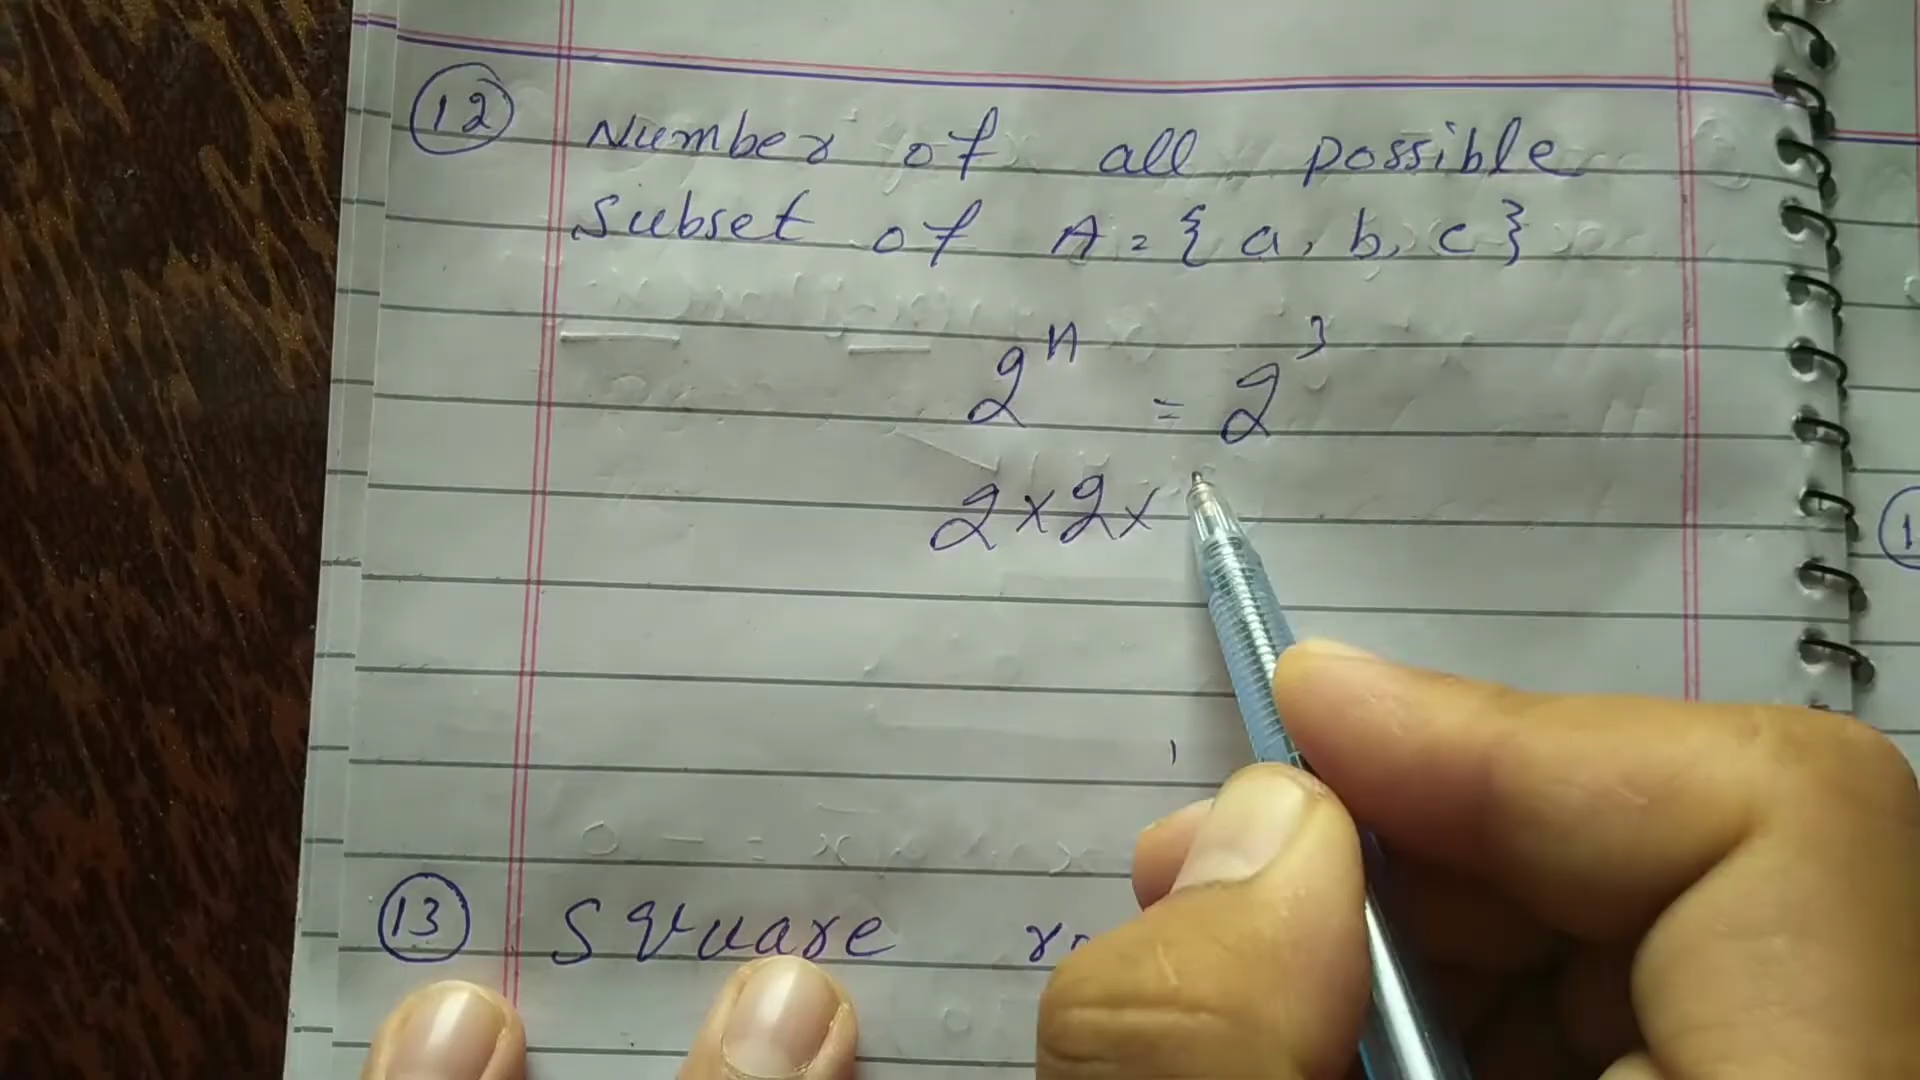 12 Number of all possible
Subset of A = { a, b, c }
2^n = 2^3
2×2×
13 Square